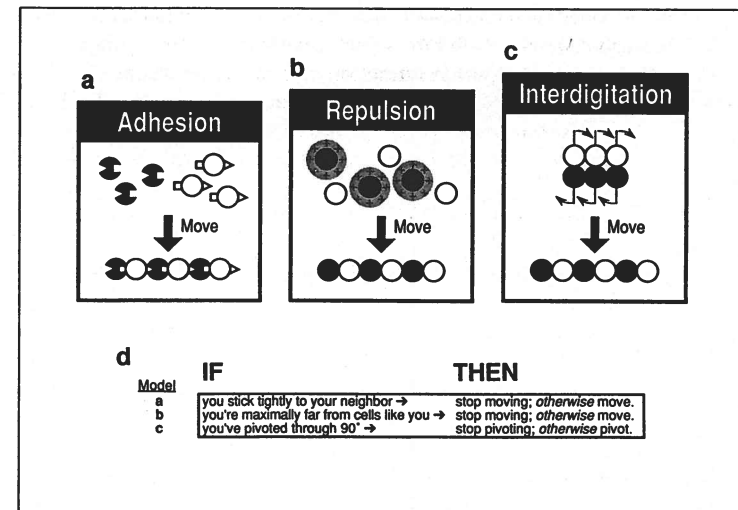 a
Adhesion
Move
b
Repulsion
Move
c
Interdigitation
Move
d
IF THEN
Model
a you stick tightly to your neighbor → stop moving; otherwise move.
b you're maximally far from cells like you → stop moving; otherwise move.
c you've pivoted through 90° → stop pivoting; otherwise pivot.